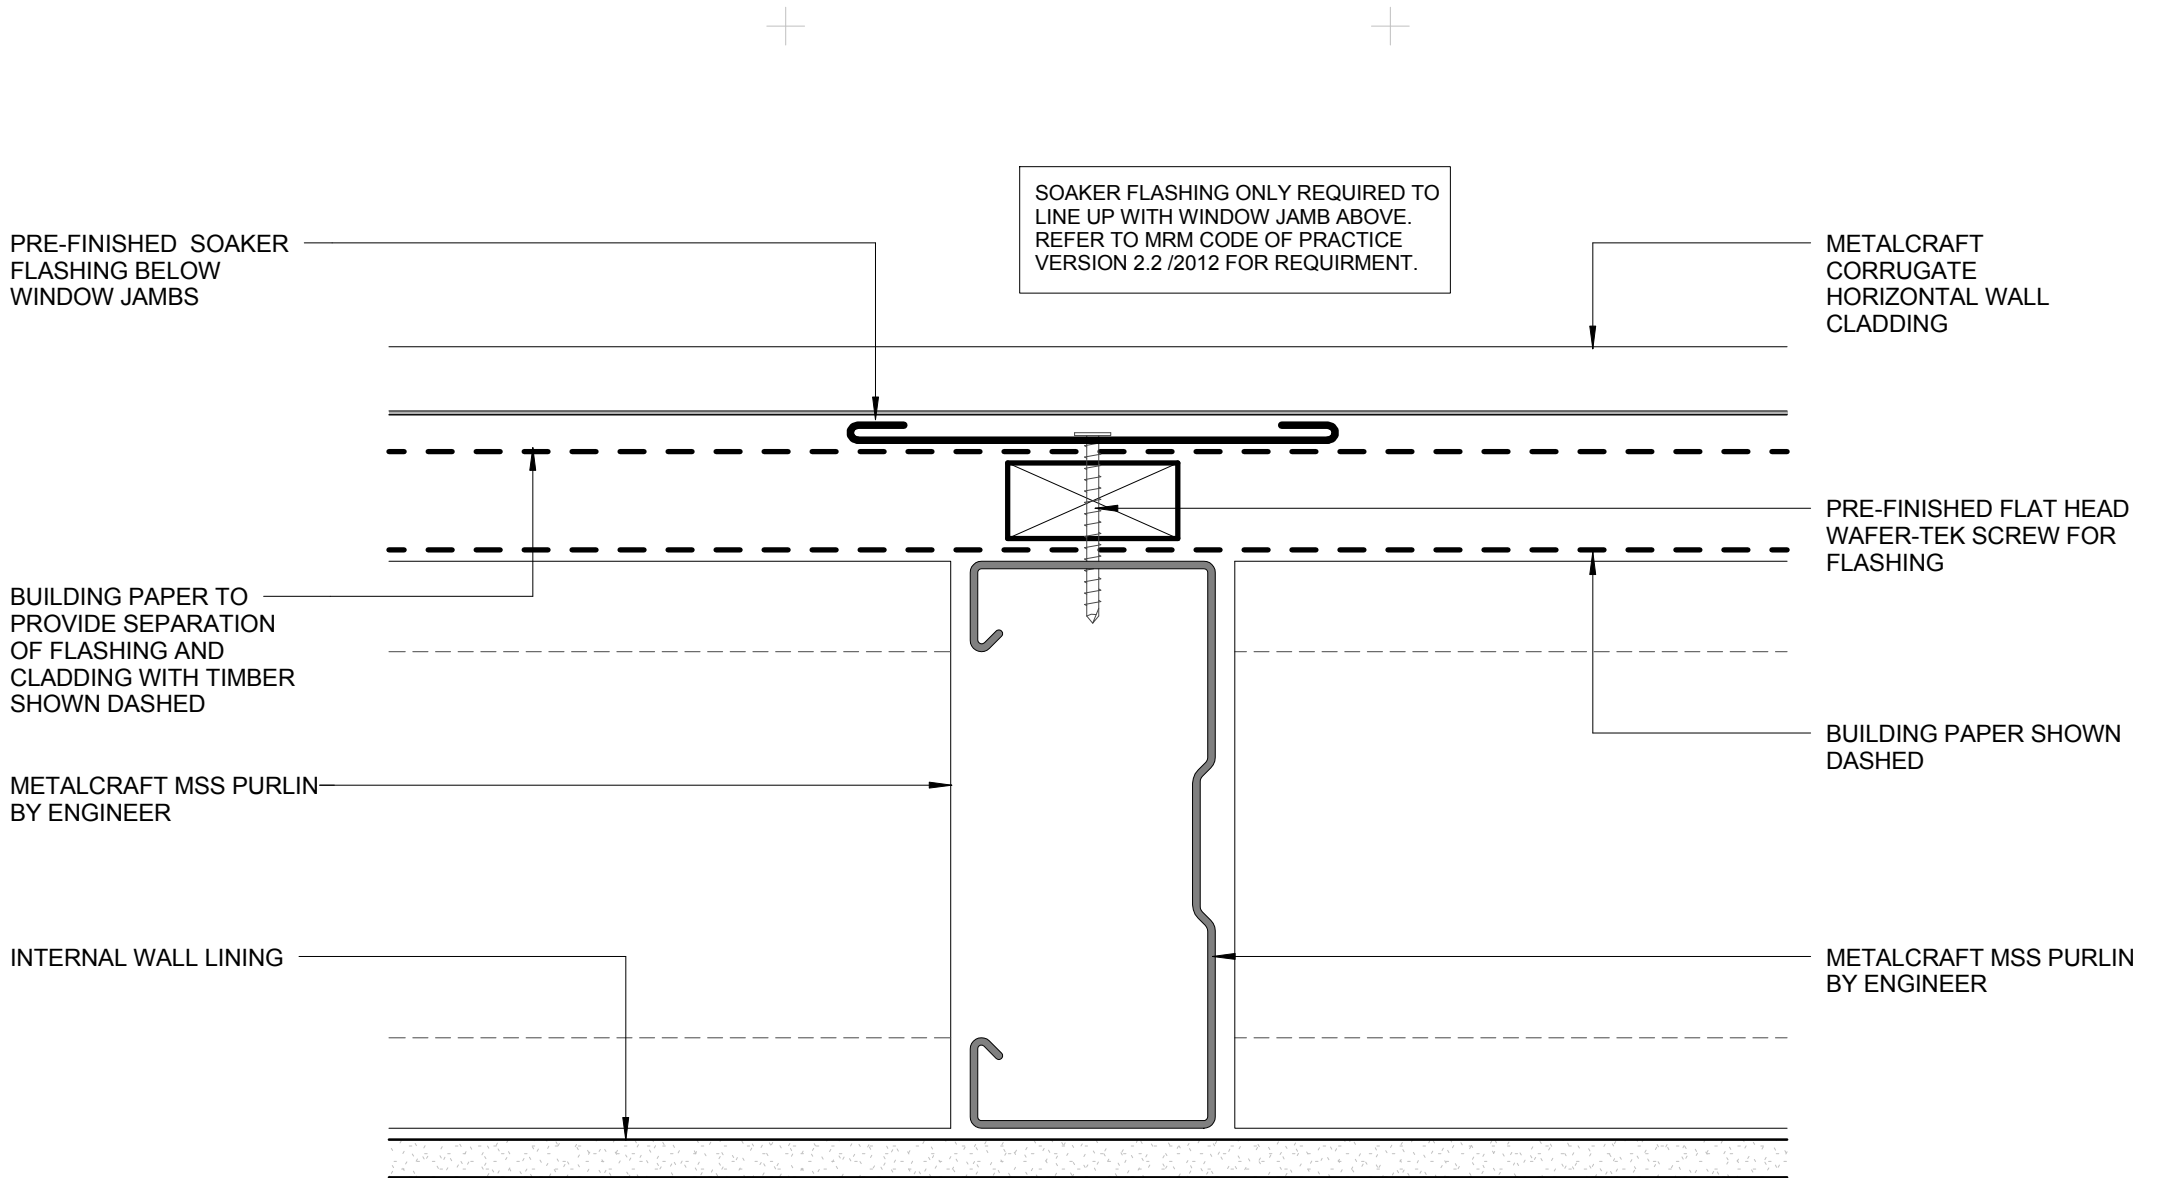 SOAKER FLASHING ONLY REQUIRED TO
LINE UP WITH WINDOW JAMB ABOVE.
REFER TO MRM CODE OF PRACTICE
VERSION 2.2 /2012 FOR REQUIRMENT.
PRE-FINISHED SOAKER
FLASHING BELOW
WINDOW JAMBS
BUILDING PAPER TO
PROVIDE SEPARATION
OF FLASHING AND
CLADDING WITH TIMBER
SHOWN DASHED
METALCRAFT MSS PURLIN
BY ENGINEER
INTERNAL WALL LINING
METALCRAFT
CORRUGATE
HORIZONTAL WALL
CLADDING
PRE-FINISHED FLAT HEAD
WAFER-TEK SCREW FOR
FLASHING
BUILDING PAPER SHOWN
DASHED
METALCRAFT MSS PURLIN
BY ENGINEER